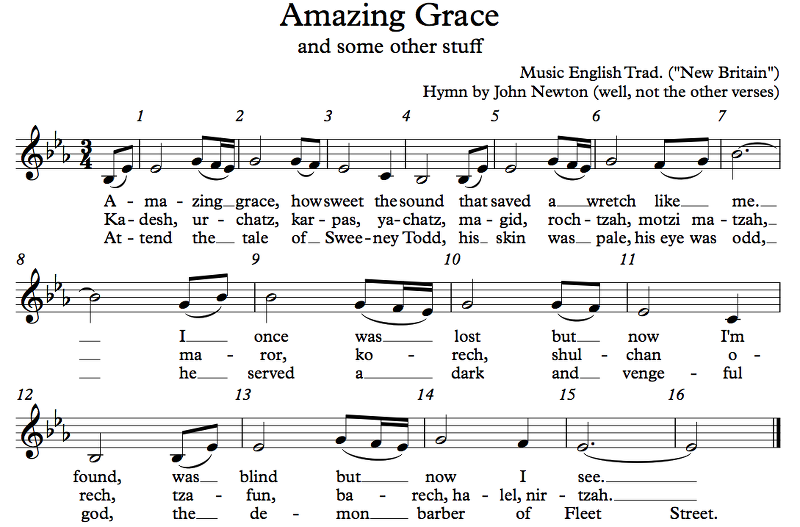 Amazing Grace
and some other stuff
Music English Trad. ("New Britain")
Hymn by John Newton (well, not the other verses)
1 2 3 4 5 6 7
3
4
A - ma - zing grace, how sweet the sound that saved a wretch like me.
Ka - desh, ur - chatz, kar - pas, ya - chatz, ma - gid, roch - tzah, motzi ma - tzah,
At - tend the tale of Swee - ney Todd, his skin was pale, his eye was odd,
8 9 10 11
I once was lost but now I'm
ma - ror, ko - rech, shul - chan o -
he served a dark and venge - ful
12 13 14 15 16
found, was blind but now I see.
rech, tza - fun, ba - rech, ha - lel, nir - tzah.
god, the de - mon barber of Fleet Street.